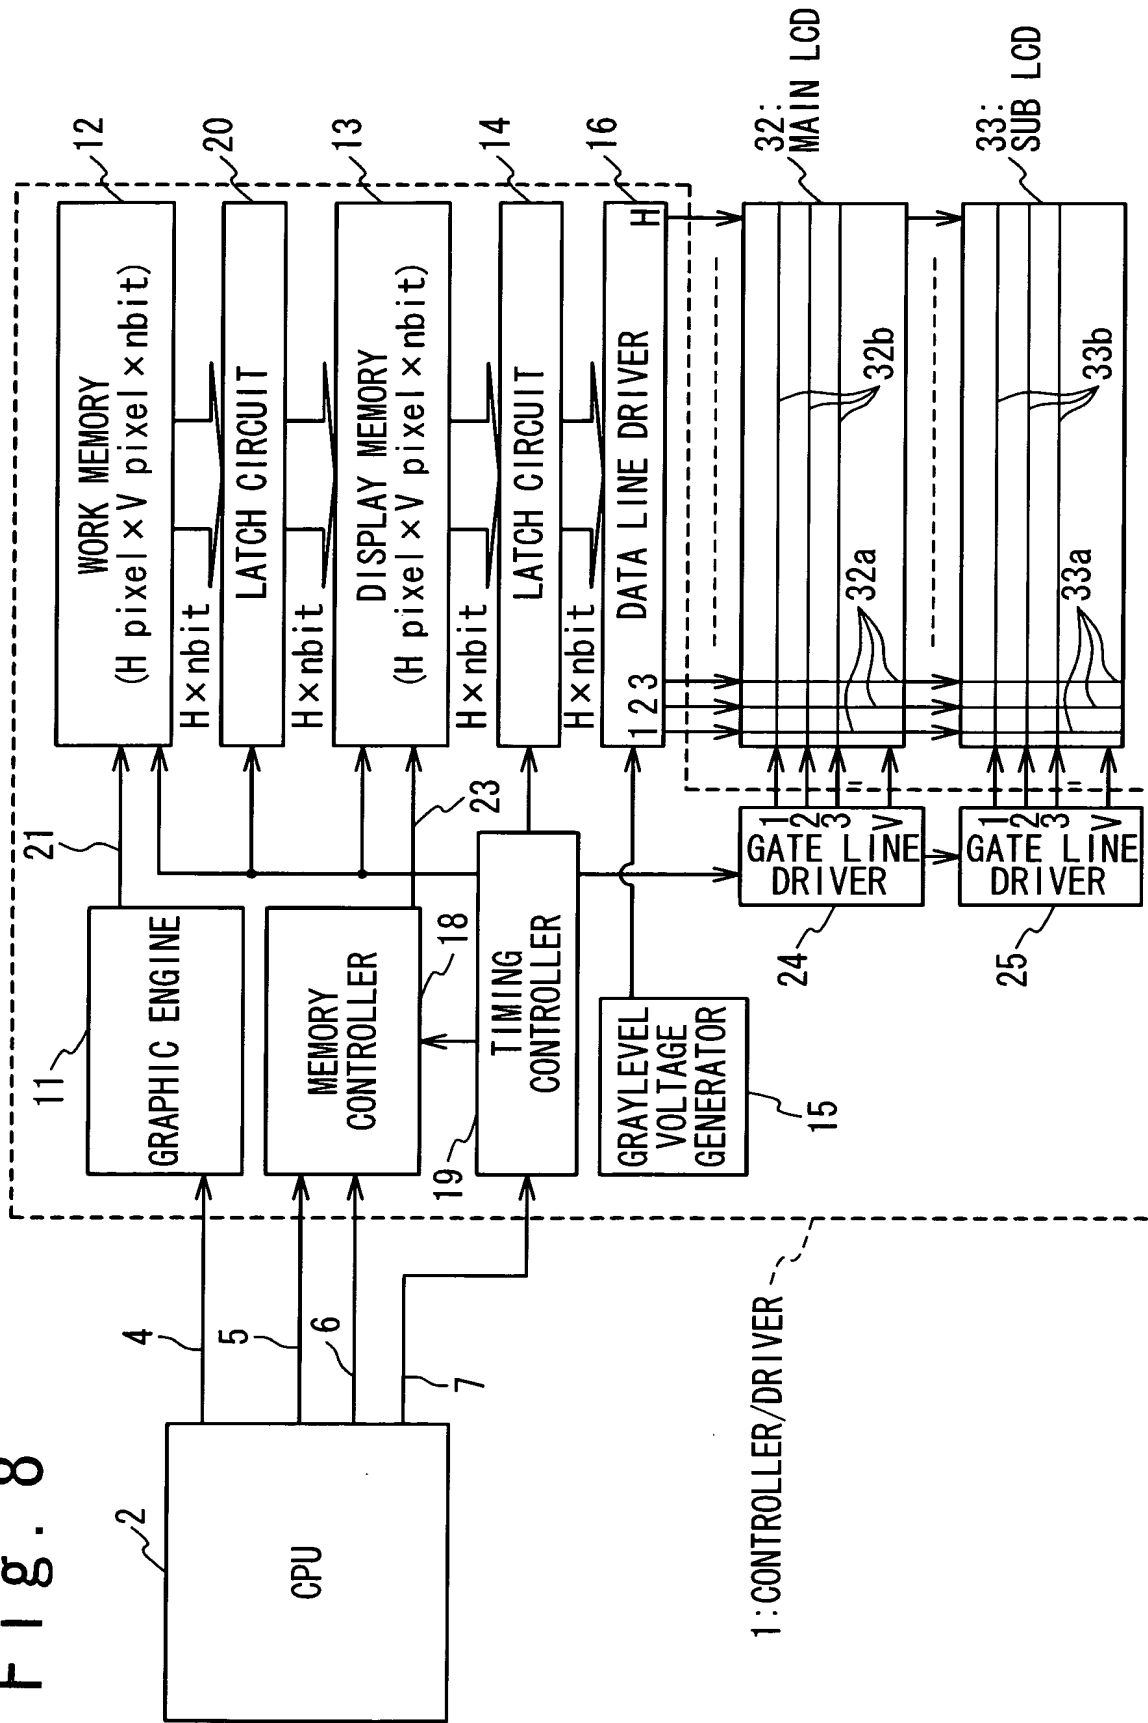 Fig. 8
2
CPU
4
5
6
7
1:CONTROLLER/DRIVER
11
GRAPHIC ENGINE
21
MEMORY
CONTROLLER
18
23
19
TIMING
CONTROLLER
GRAYLEVEL
VOLTAGE
GENERATOR
15
WORK MEMORY
(H pixel×V pixel×nbit)
12
H×nbit
LATCH CIRCUIT
20
H×nbit
DISPLAY MEMORY
(H pixel×V pixel×nbit)
13
H×nbit
LATCH CIRCUIT
14
H×nbit
DATA LINE DRIVER
1 2 3
H
16
1
2
3
V
GATE LINE
DRIVER
24
32a
32b
32:
MAIN LCD
1
2
3
V
GATE LINE
DRIVER
25
33a
33b
33:
SUB LCD